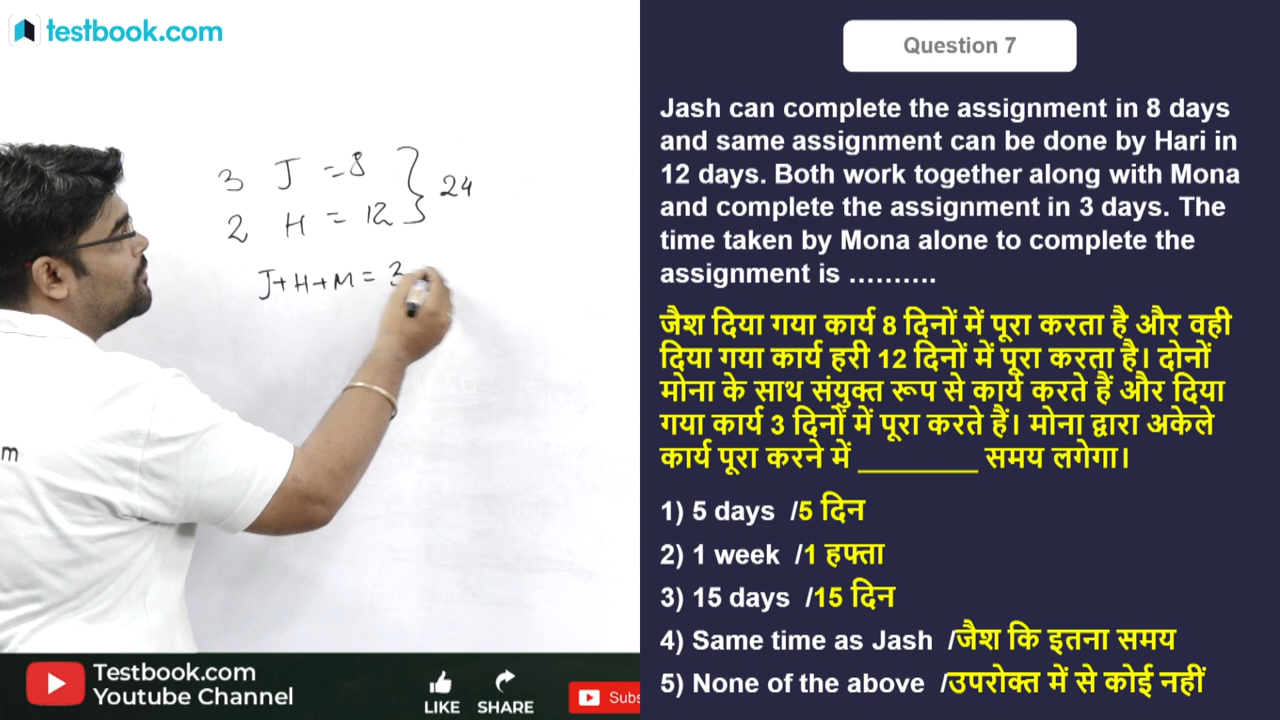 testbook.com
3 J = 8
2 H = 12
24
J+H+M = 3
m
Testbook.com
Youtube Channel
LIKE
SHARE
Subs
Question 7
Jash can complete the assignment in 8 days
and same assignment can be done by Hari in
12 days. Both work together along with Mona
and complete the assignment in 3 days. The
time taken by Mona alone to complete the
assignment is ..........
जैश दिया गया कार्य 8 दिनों में पूरा करता है और वही
दिया गया कार्य हरी 12 दिनों में पूरा करता है। दोनों
मोना के साथ संयुक्त रूप से कार्य करते हैं और दिया
गया कार्य 3 दिनों में पूरा करते हैं। मोना द्वारा अकेले
कार्य पूरा करने में ________ समय लगेगा।
1) 5 days /5 दिन
2) 1 week /1 हफ्ता
3) 15 days /15 दिन
4) Same time as Jash /जैश कि इतना समय
5) None of the above /उपरोक्त में से कोई नहीं